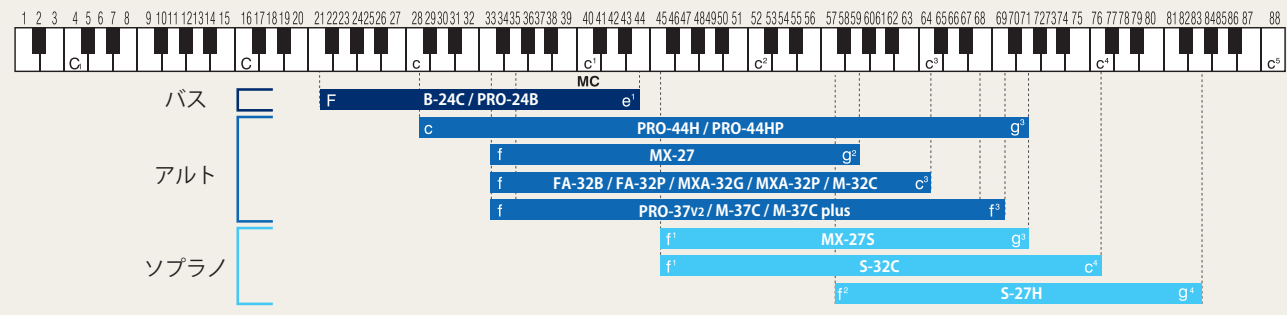 1 2 3 4 5 6 7 8 9 10 11 12 13 14 15 16 17 18 19 20 21 22 23 24 25 26 27 28 29 30 31 32 33 34 35 36 37 38 39 40 41 42 43 44 45 46 47 48 49 50 51 52 53 54 55 56 57 58 59 60 61 62 63 64 65 66 67 68 69 70 71 72 73 74 75 76 77 78 79 80 81 82 83 84 85 86 87 88
C₁ C c c¹ c² c³ c⁴ c⁵
MC
バス F B-24C / PRO-24B e¹
c PRO-44H / PRO-44HP g³
f MX-27 g²
アルト
f FA-32B / FA-32P / MXA-32G / MXA-32P / M-32C c³
f PRO-37v2 / M-37C / M-37C plus f³
f¹ MX-27S g³
ソプラノ f¹ S-32C c⁴
f² S-27H g⁴